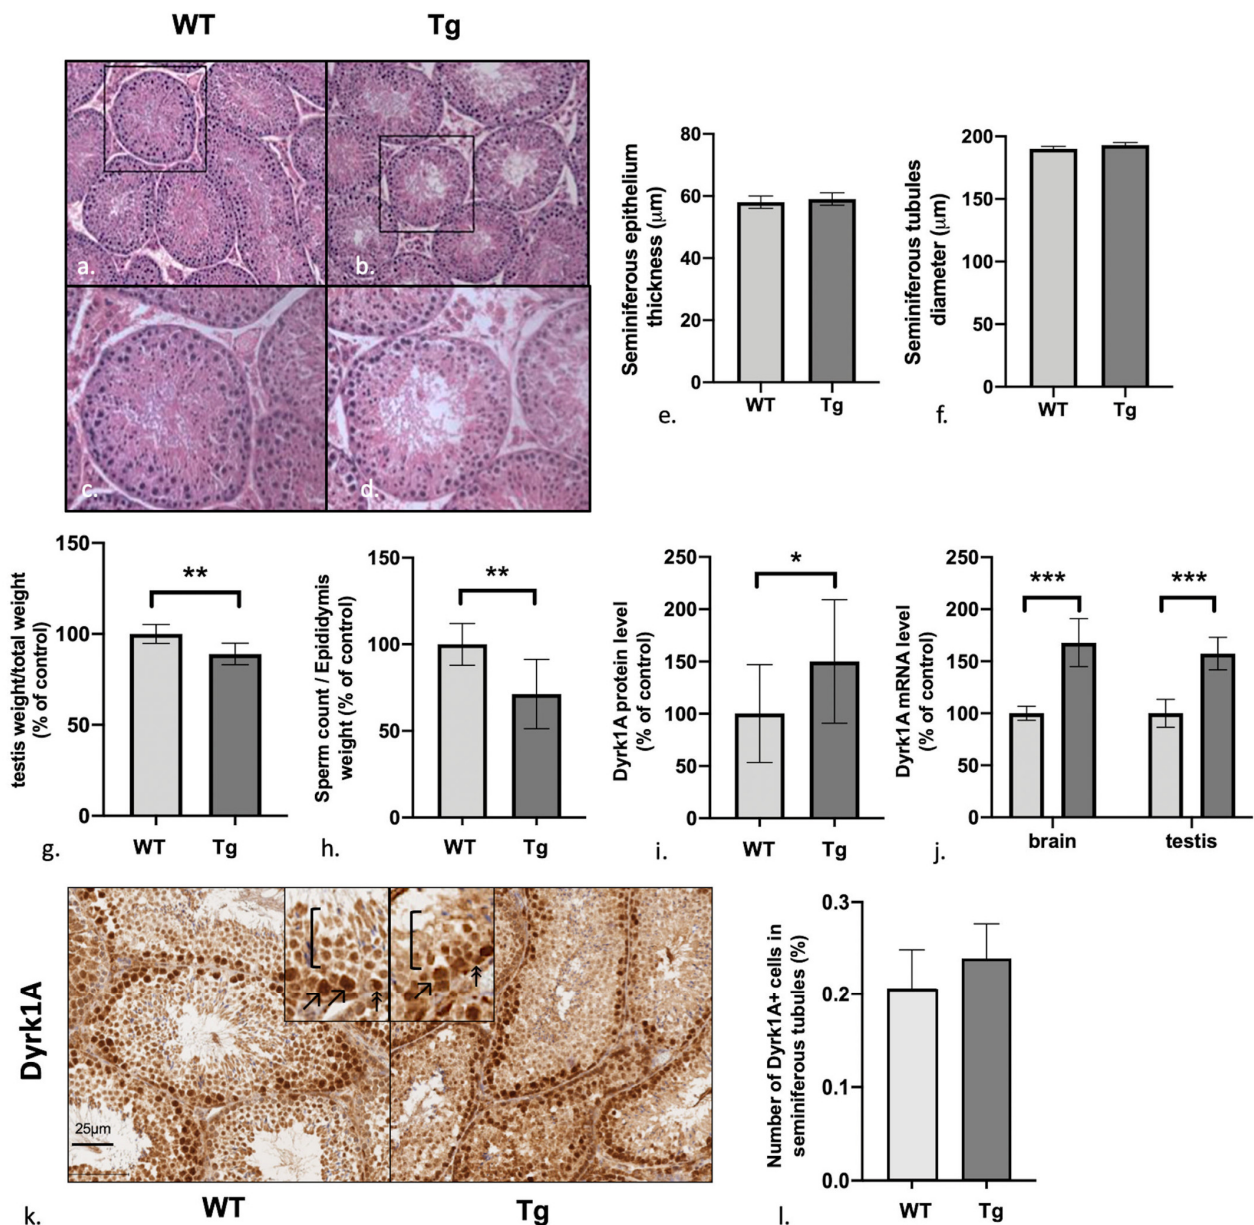 WT Tg
a. b.
c. d.
Seminiferous epithelium
thickness (μm)
80
60
40
20
0
WT Tg
e.
Seminiferous tubules
diameter (μm)
200
150
100
50
0
WT Tg
f.
testis weight/total weight
(% of control)
150
100
50
0
**
WT Tg
g.
Sperm count / Epididymis
weight (% of control)
150
100
50
0
**
WT Tg
h.
Dyrk1A protein level
(% of control)
250
200
150
100
50
0
*
WT Tg
i.
Dyrk1A mRNA level
(% of control)
250
200
150
100
50
0
*** ***
brain testis
j.
Dyrk1A
25μm
WT Tg
k.
Number of Dyrk1A+ cells in
seminiferous tubules (%)
0.3
0.2
0.1
0.0
WT Tg
l.